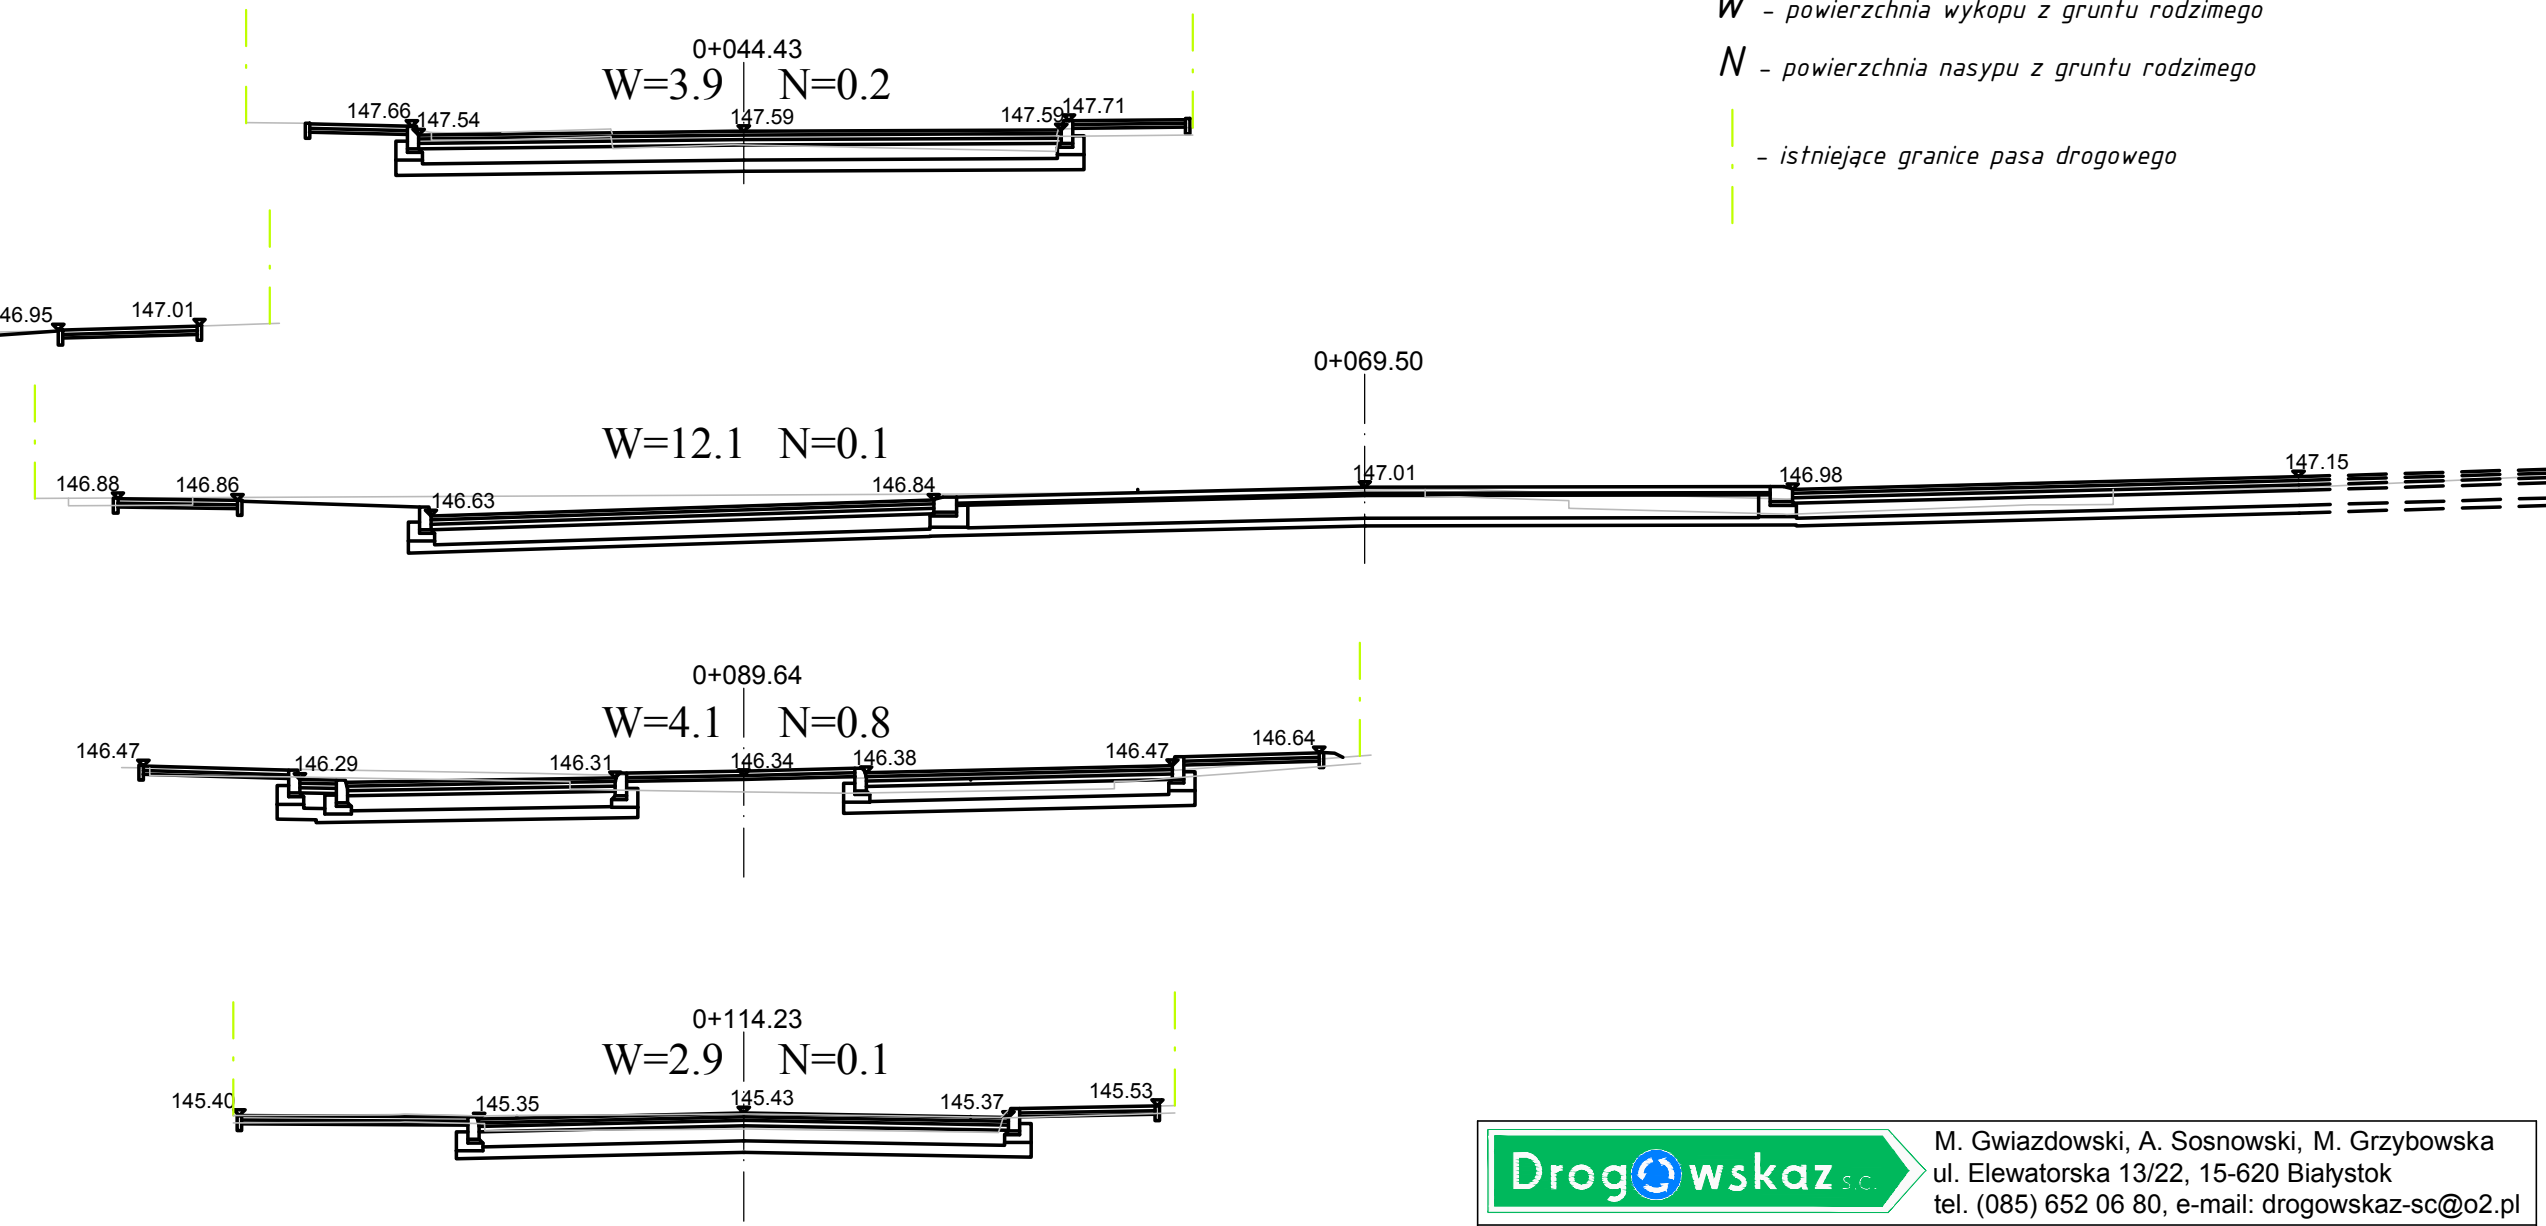 W - powierzchnia wykopu z gruntu rodzimego
N - powierzchnia nasypu z gruntu rodzimego
- istniejące granice pasa drogowego
0+044.43
W=3.9 N=0.2
147.66 147.54 147.59 147.59 147.71
46.95 147.01
0+069.50
W=12.1 N=0.1
146.88 146.86 146.63 146.84 147.01 146.98 147.15
0+089.64
W=4.1 N=0.8
146.47 146.29 146.31 146.34 146.38 146.47 146.64
0+114.23
W=2.9 N=0.1
145.40 145.35 145.43 145.37 145.53
Drogowskaz s.c.
M. Gwiazdowski, A. Sosnowski, M. Grzybowska
ul. Elewatorska 13/22, 15-620 Białystok
tel. (085) 652 06 80, e-mail: drogowskaz-sc@o2.pl